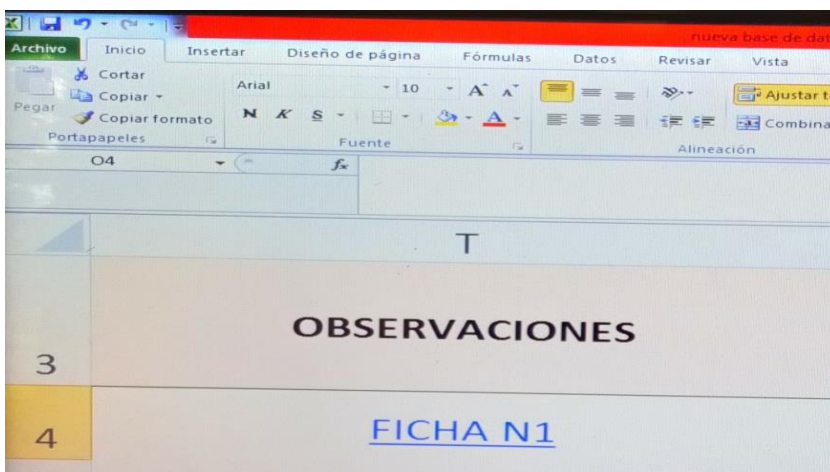 nueva base de dat
Archivo Inicio Insertar Diseño de página Fórmulas Datos Revisar Vista
Cortar
Copiar
Copiar formato
Pegar
Portapapeles
Arial 10 A A
N K S A
Fuente
Ajustar t
Combina
Alineación
O4 fx
T
3 OBSERVACIONES
4 FICHA N1